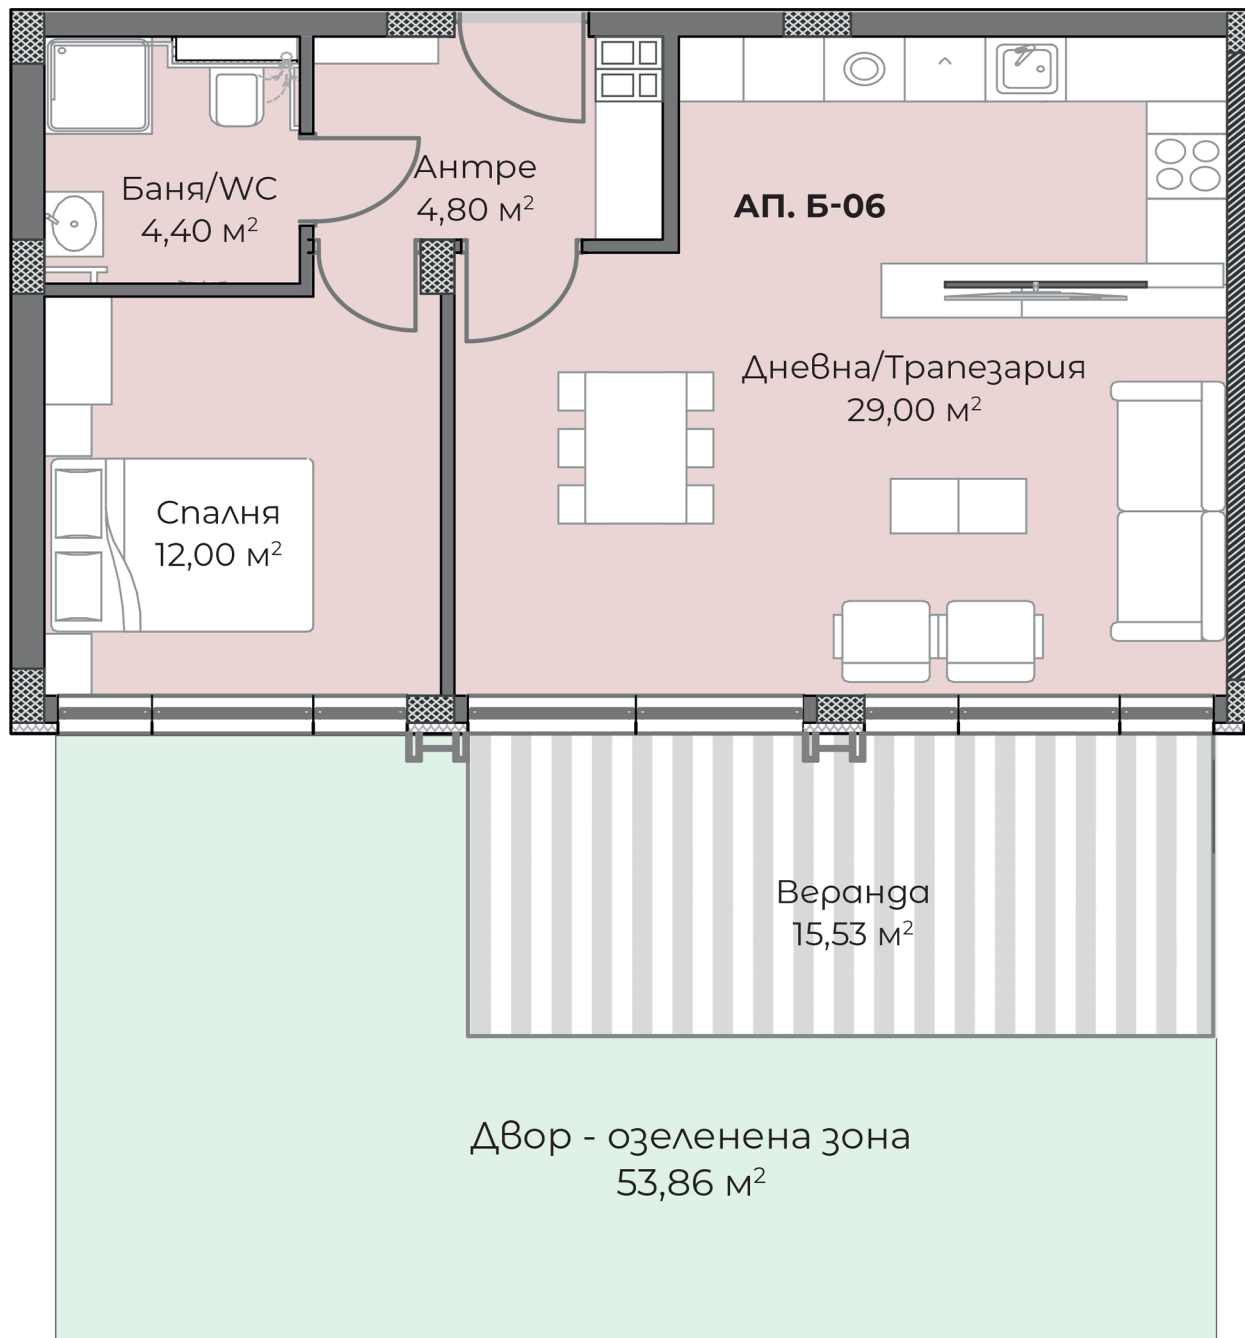 Баня/WC
4,40 м²
Антре
4,80 м²
АП. Б-06
Дневна/Трапезария
29,00 м²
Спалня
12,00 м²
Веранда
15,53 м²
Двор - озеленена зона
53,86 м²